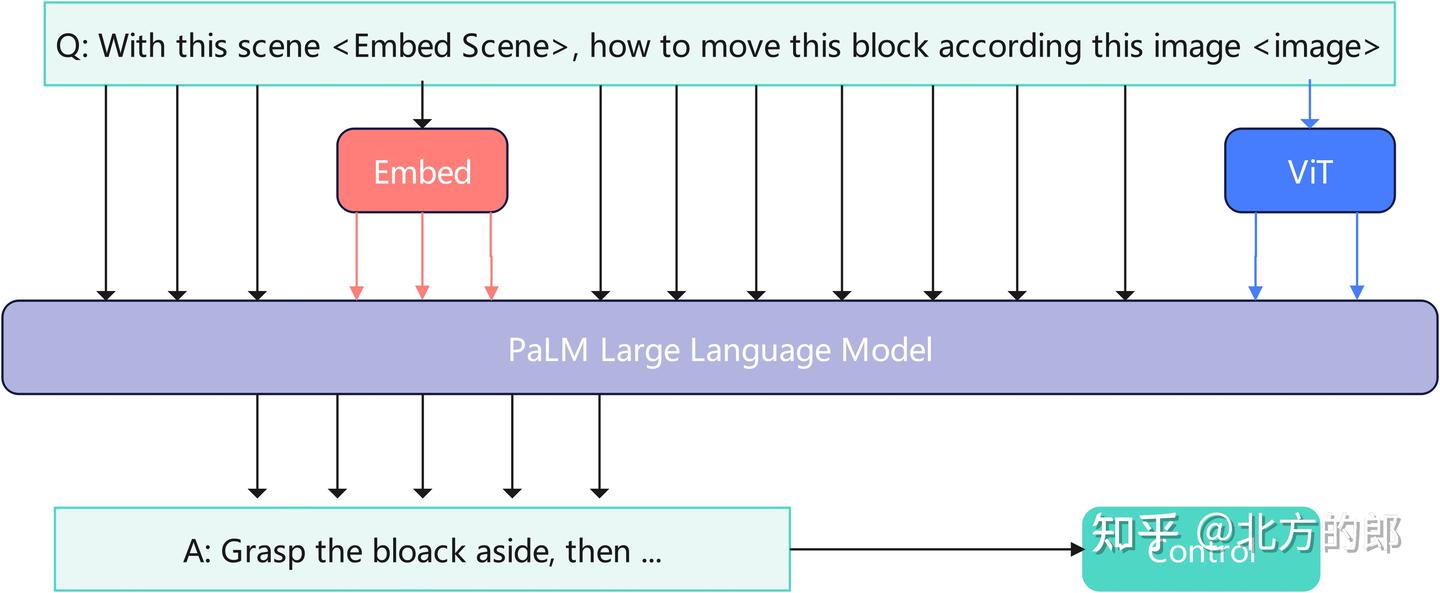 Q: With this scene <Embed Scene>, how to move this block according this image <image>
Embed
ViT
PaLM Large Language Model
A: Grasp the bloack aside, then ...
Control
知乎 @北方的郎